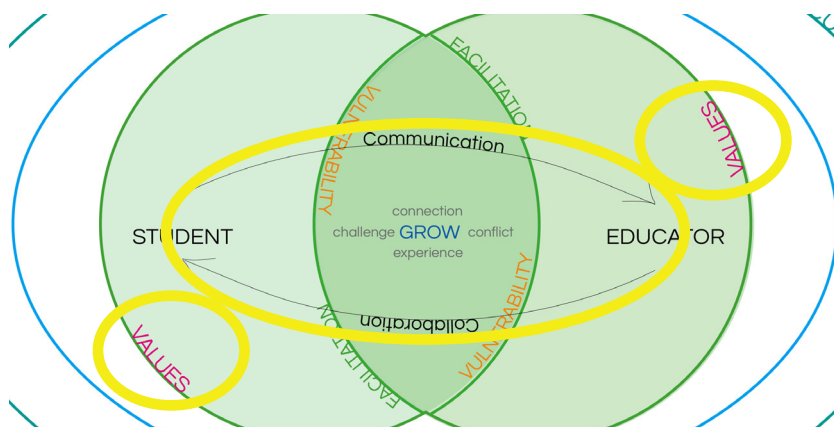 FACILITATION
VALUES
VULNERABILITY
Communication
connection
challenge GROW conflict
experience
STUDENT
EDUCATOR
VULNERABILITY
Collaboration
FACILITATION
VALUES